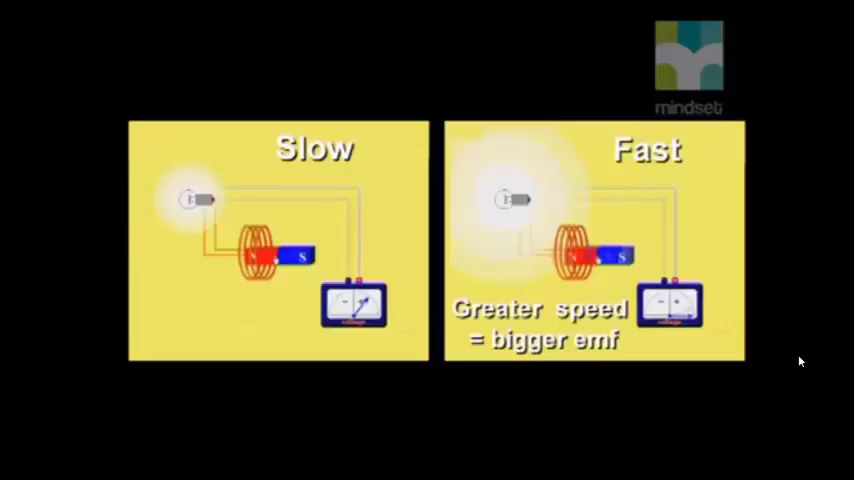 mindset
Slow
Fast
S
S
Greater speed
= bigger emf